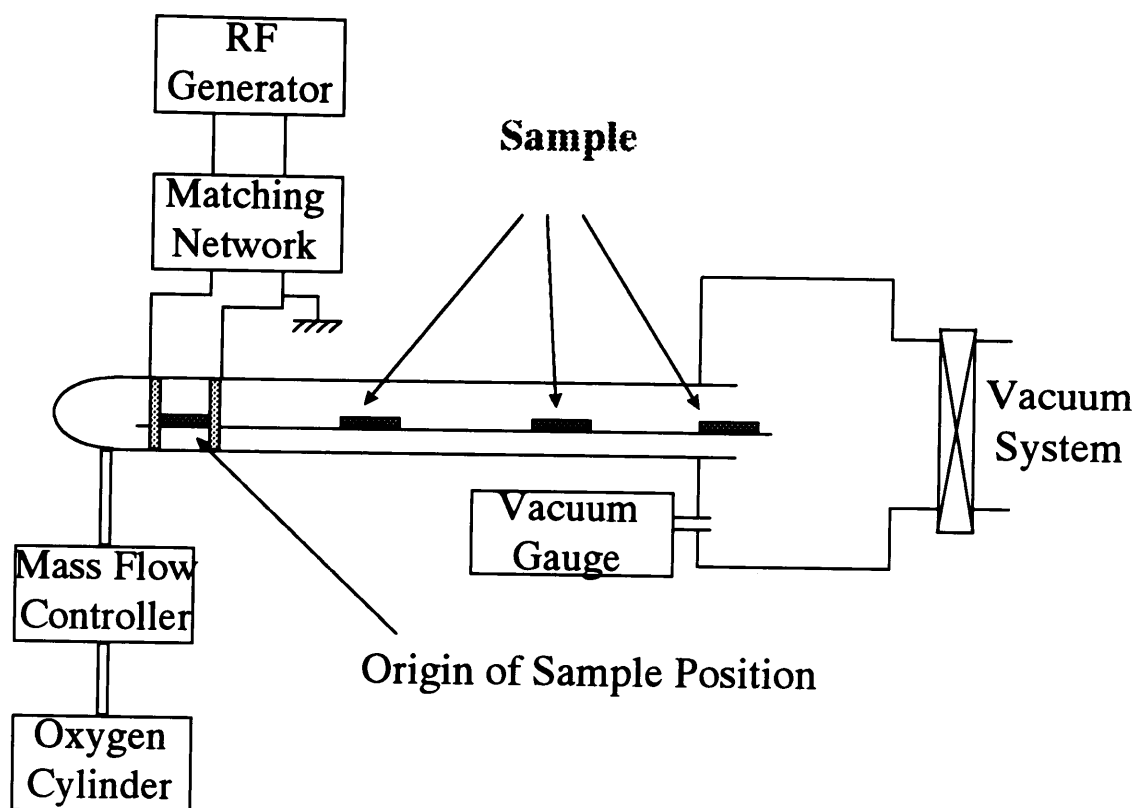 RF
Generator
Sample
Matching
Network
Vacuum
System
Vacuum
Gauge
Mass Flow
Controller
Origin of Sample Position
Oxygen
Cylinder